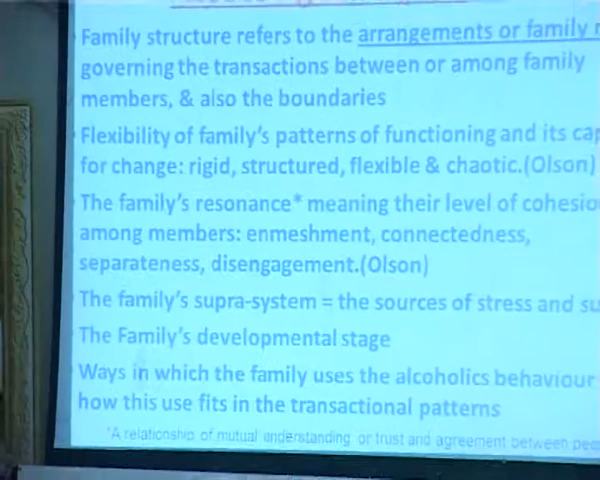 Family structure refers to the arrangements or family
governing the transactions between or among family
members, & also the boundaries
Flexibility of family's patterns of functioning and its
for change: rigid, structured, flexible & chaotic.(Olson)
The family's resonance* meaning their level of
among members: enmeshment, connectedness,
separateness, disengagement.(Olson)
The family's supra-system = the sources of stress and
The Family's developmental stage
Ways in which the family uses the alcoholics behaviour
how this use fits in the transactional patterns
*A relationship of mutual understanding or trust and agreement between